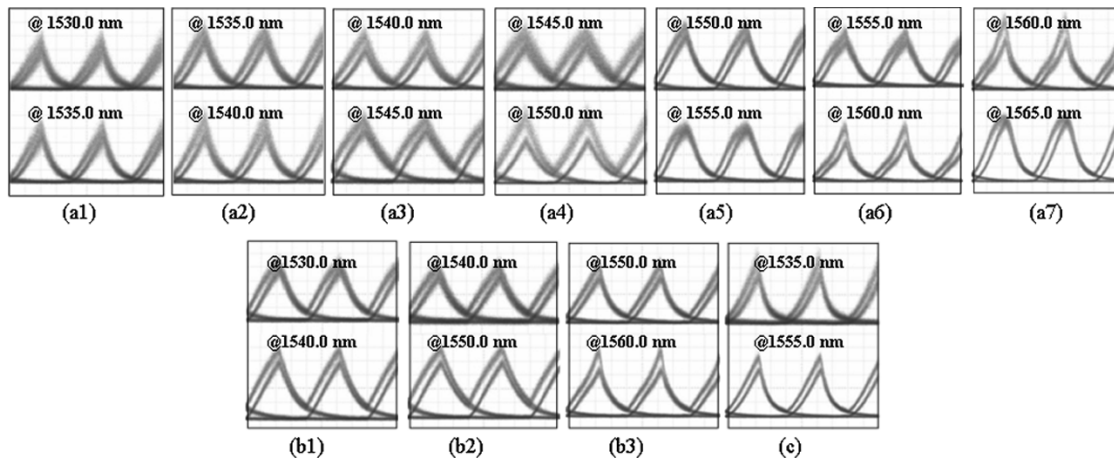 @ 1530.0 nm @ 1535.0 nm @ 1540.0 nm @ 1545.0 nm @ 1550.0 nm @ 1555.0 nm @ 1560.0 nm
@ 1535.0 nm @ 1540.0 nm @ 1545.0 nm @ 1550.0 nm @ 1555.0 nm @ 1560.0 nm @ 1565.0 nm
(a1) (a2) (a3) (a4) (a5) (a6) (a7)
@1530.0 nm @1540.0 nm @1550.0 nm @1535.0 nm
@1540.0 nm @1550.0 nm @1560.0 nm @1555.0 nm
(b1) (b2) (b3) (c)